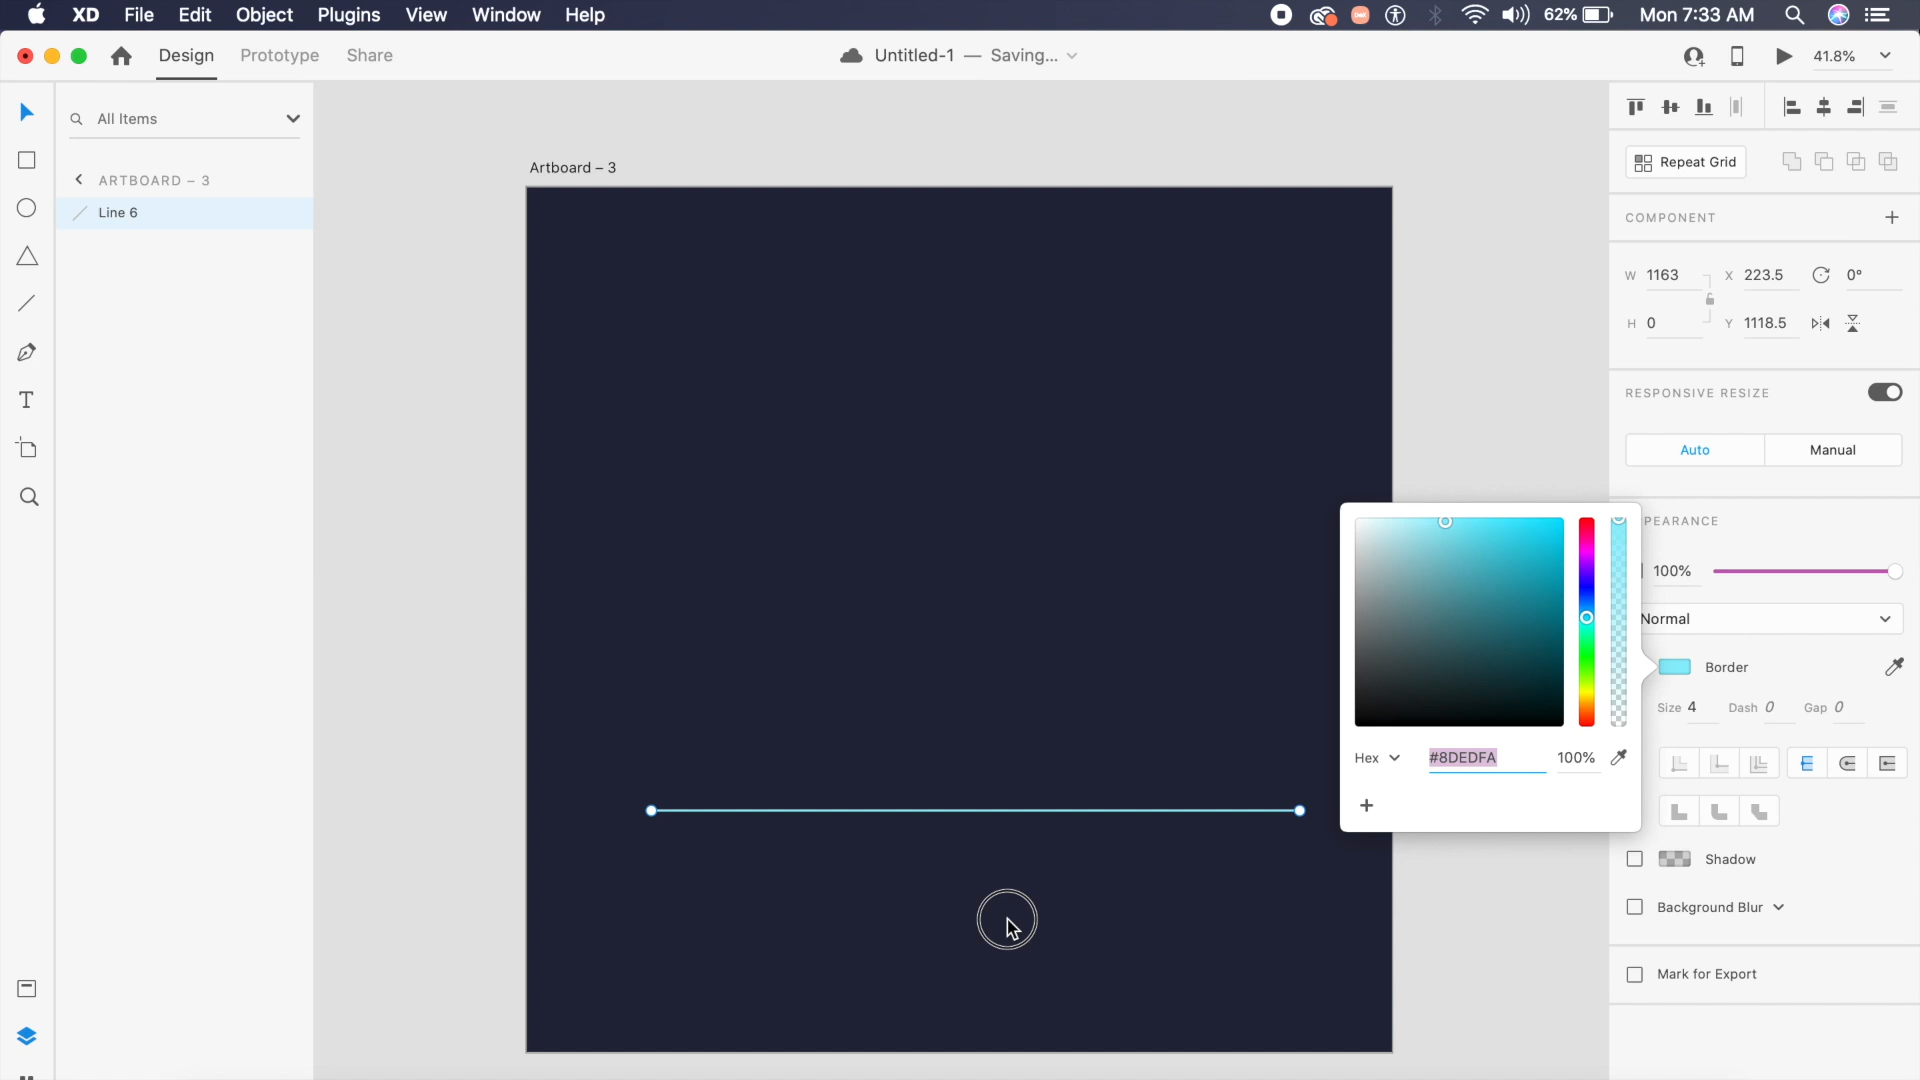 XD File Edit Object Plugins View Window Help 62% Mon 7:33 AM
Design Prototype Share Untitled-1 — Saving... 41.8%
All Items
ARTBOARD – 3
Line 6
Artboard – 3
Repeat Grid
COMPONENT
W 1163 X 223.5 0°
H 0 Y 1118.5
RESPONSIVE RESIZE
Auto Manual
PEARANCE
100%
Normal
Border
Size 4 Dash 0 Gap 0
Hex #8DEDFA 100%
Shadow
Background Blur
Mark for Export